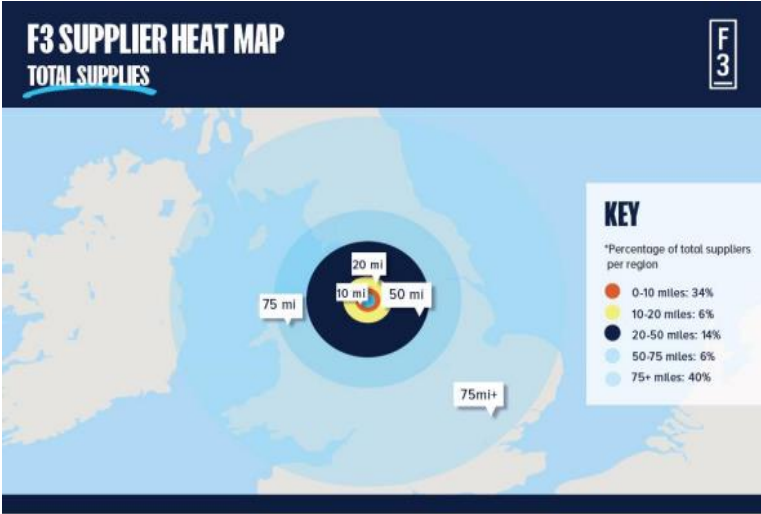 F3 SUPPLIER HEAT MAP
TOTAL SUPPLIES
F
3
20 mi
10 mi
50 mi
75 mi
75mi+
KEY
*Percentage of total suppliers
per region
0-10 miles: 34%
10-20 miles: 6%
20-50 miles: 14%
50-75 miles: 6%
75+ miles: 40%